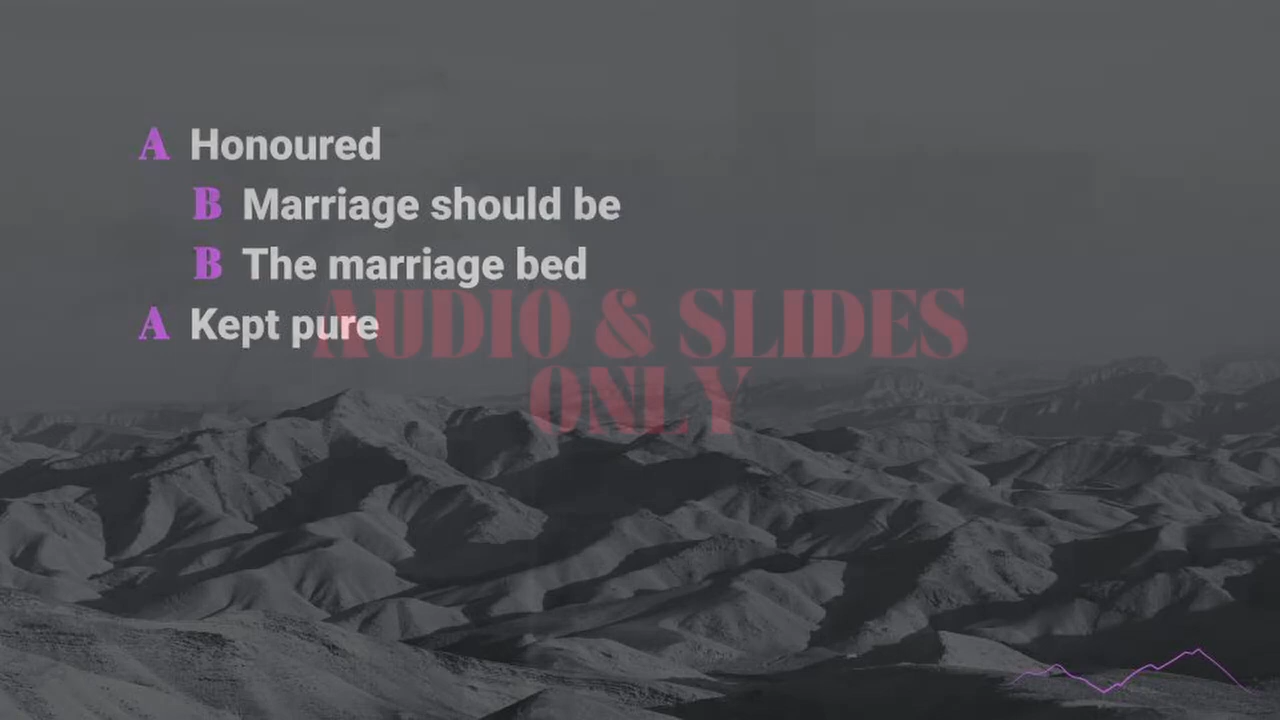 A Honoured
B Marriage should be
B The marriage bed
A Kept pure
AUDIO & SLIDES
ONLY